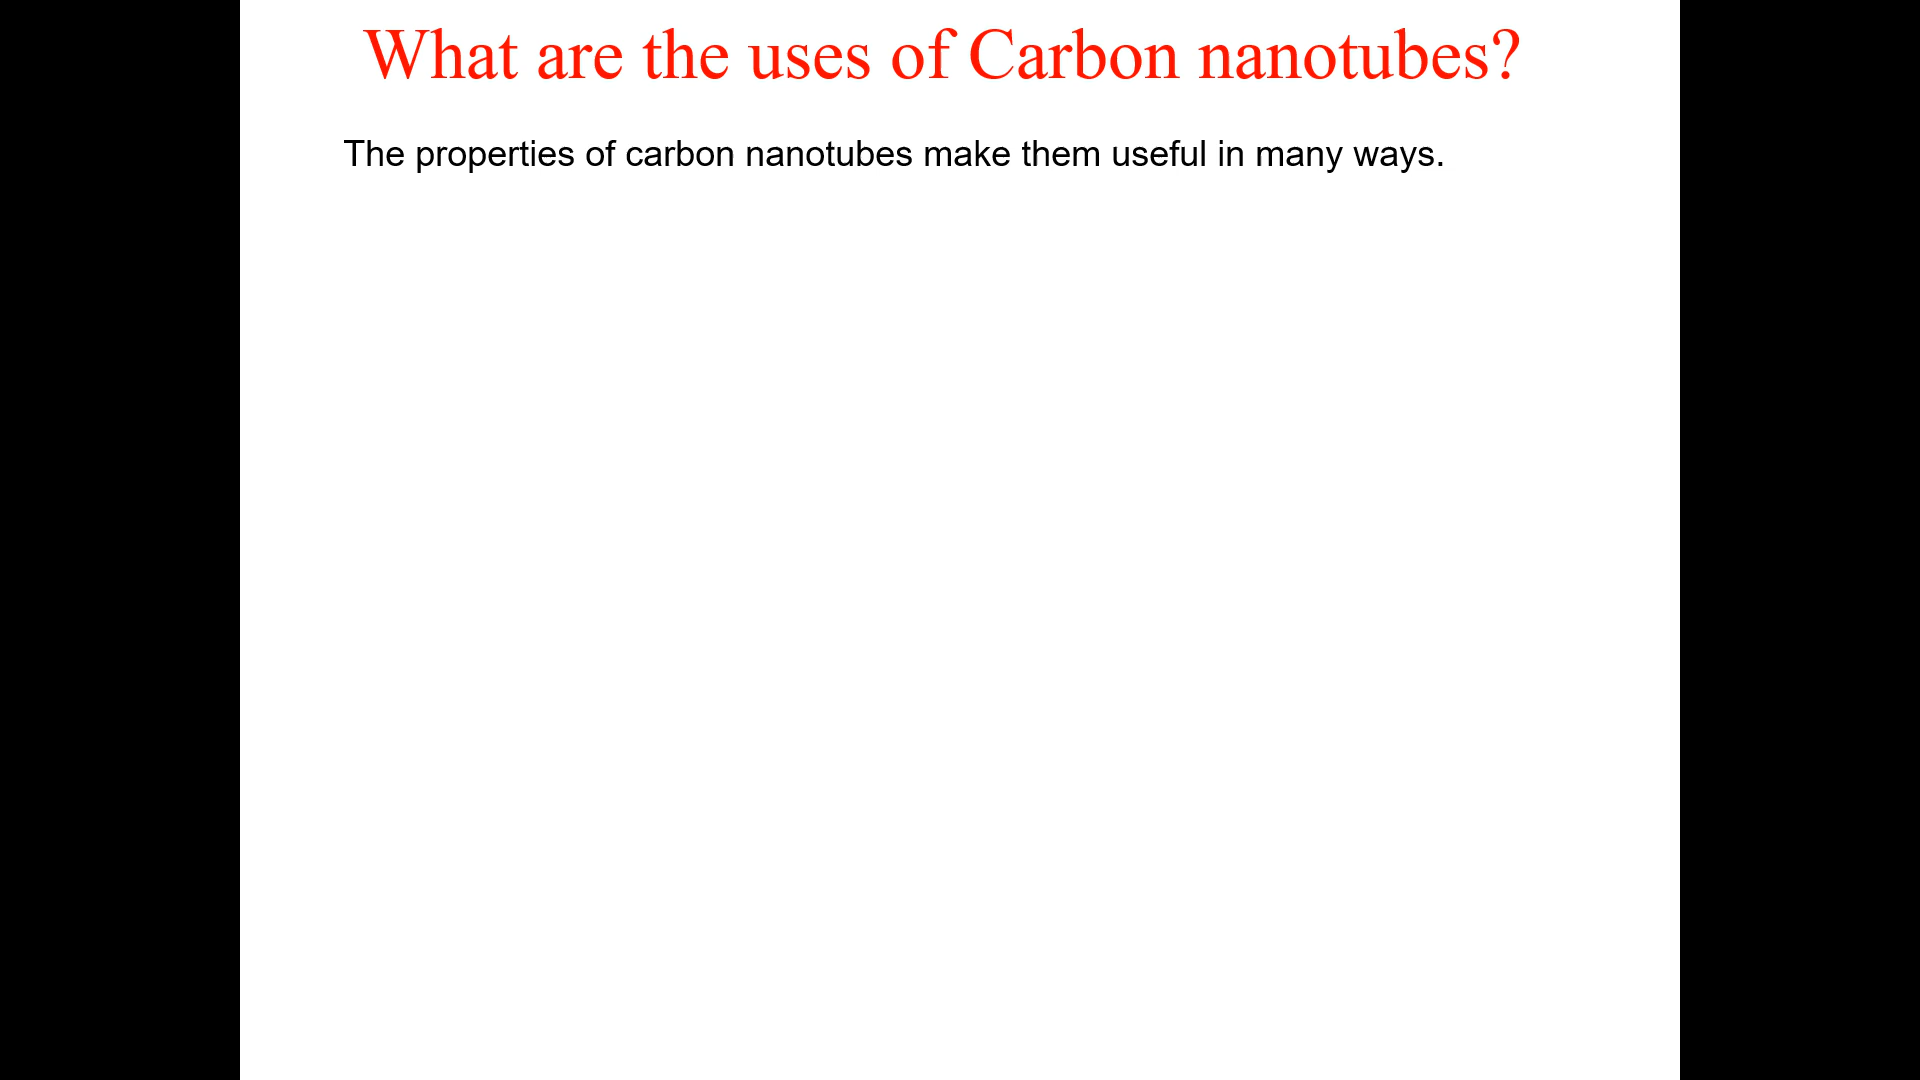 What are the uses of Carbon nanotubes?
The properties of carbon nanotubes make them useful in many ways.